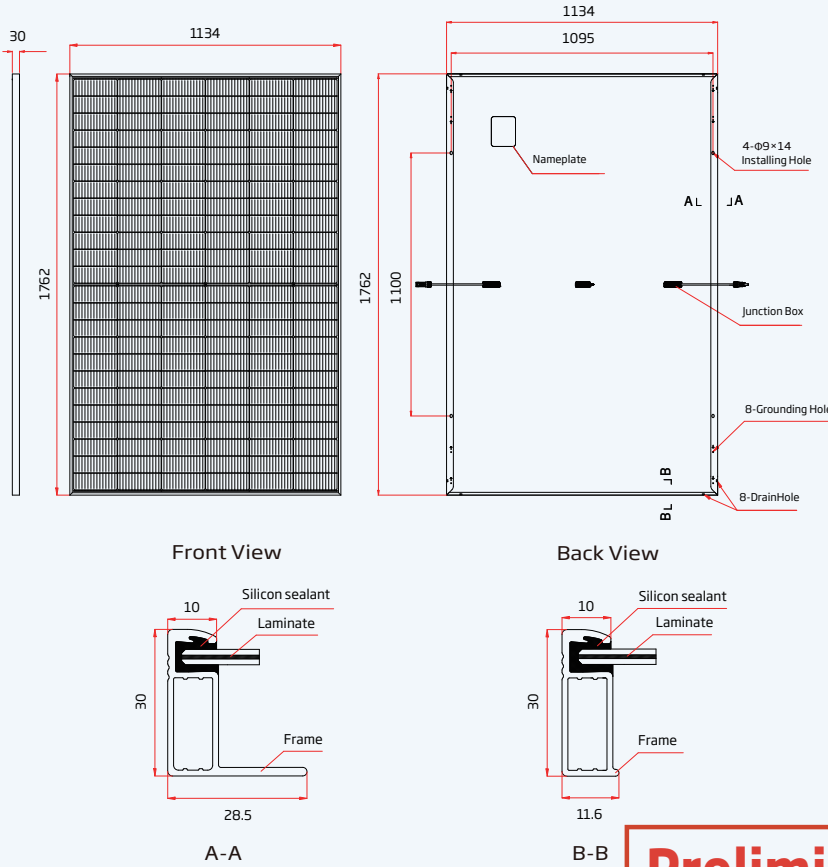 30
1134
1762
Front View
1134
1095
1762
1100
Nameplate
4-φ9×14
Installing Hole
A
A
Junction Box
8-Grounding Hole
B
B
8-DrainHole
Back View
10
Silicon sealant
Laminate
30
Frame
28.5
A-A
10
Silicon sealant
Laminate
30
Frame
11.6
B-B